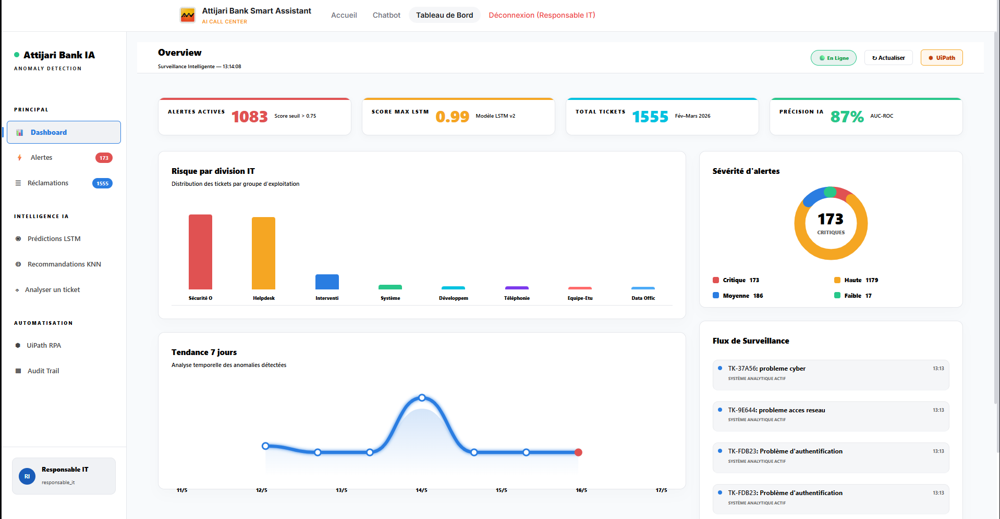 Attijari Bank Smart Assistant
AI CALL CENTER
Accueil
Chatbot
Tableau de Bord
Déconnexion (Responsable IT)
Attijari Bank IA
ANOMALY DETECTION
PRINCIPAL
Dashboard
Alertes 173
Réclamations 1555
INTELLIGENCE IA
Prédictions LSTM
Recommandations KNN
Analyser un ticket
AUTOMATISATION
UiPath RPA
Audit Trail
RI
Responsable IT
responsable_it
Overview
Surveillance Intelligente — 13:14:08
En Ligne
↻ Actualiser
UiPath
ALERTES ACTIVES 1083 Score seuil > 0.75
SCORE MAX LSTM 0.99 Modèle LSTM v2
TOTAL TICKETS 1555 Fév–Mars 2026
PRÉCISION IA 87% AUC-ROC
Risque par division IT
Distribution des tickets par groupe d'exploitation
Sécurité O
Helpdesk
Interventi
Système
Développem
Téléphonie
Equipe-Etu
Data Offic
Sévérité d'alertes
173
CRITIQUES
Critique 173
Haute 1179
Moyenne 186
Faible 17
Tendance 7 jours
Analyse temporelle des anomalies détectées
11/5
12/5
13/5
14/5
15/5
16/5
17/5
Flux de Surveillance
TK-37A56: probleme cyber 13:13
SYSTÈME ANALYTIQUE ACTIF
TK-9E644: probleme acces reseau 13:13
SYSTÈME ANALYTIQUE ACTIF
TK-FDB23: Problème d'authentification 13:13
SYSTÈME ANALYTIQUE ACTIF
TK-FDB23: Problème d'authentification 13:13
SYSTÈME ANALYTIQUE ACTIF